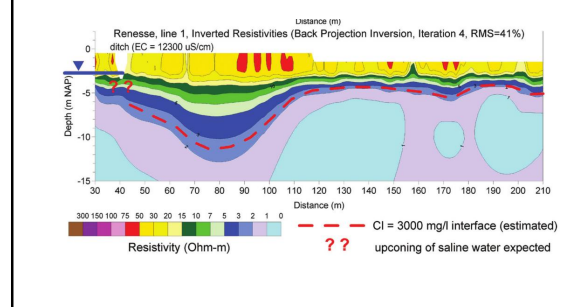 Distance (m)
Renesse, line 1, Inverted Resistivities (Back Projection Inversion, Iteration 4, RMS=41%)
ditch (EC = 12300 uS/cm)
0
-5
-10
-15
Depth (m NAP)
? ?
30 40 50 60 70 80 90 100 110 120 130 140 150 160 170 180 190 200 210
Distance (m)
300 150 100 75 50 30 20 15 10 7 5 3 2 1 0
Resistivity (Ohm-m)
Cl = 3000 mg/l interface (estimated)
? ? upconing of saline water expected